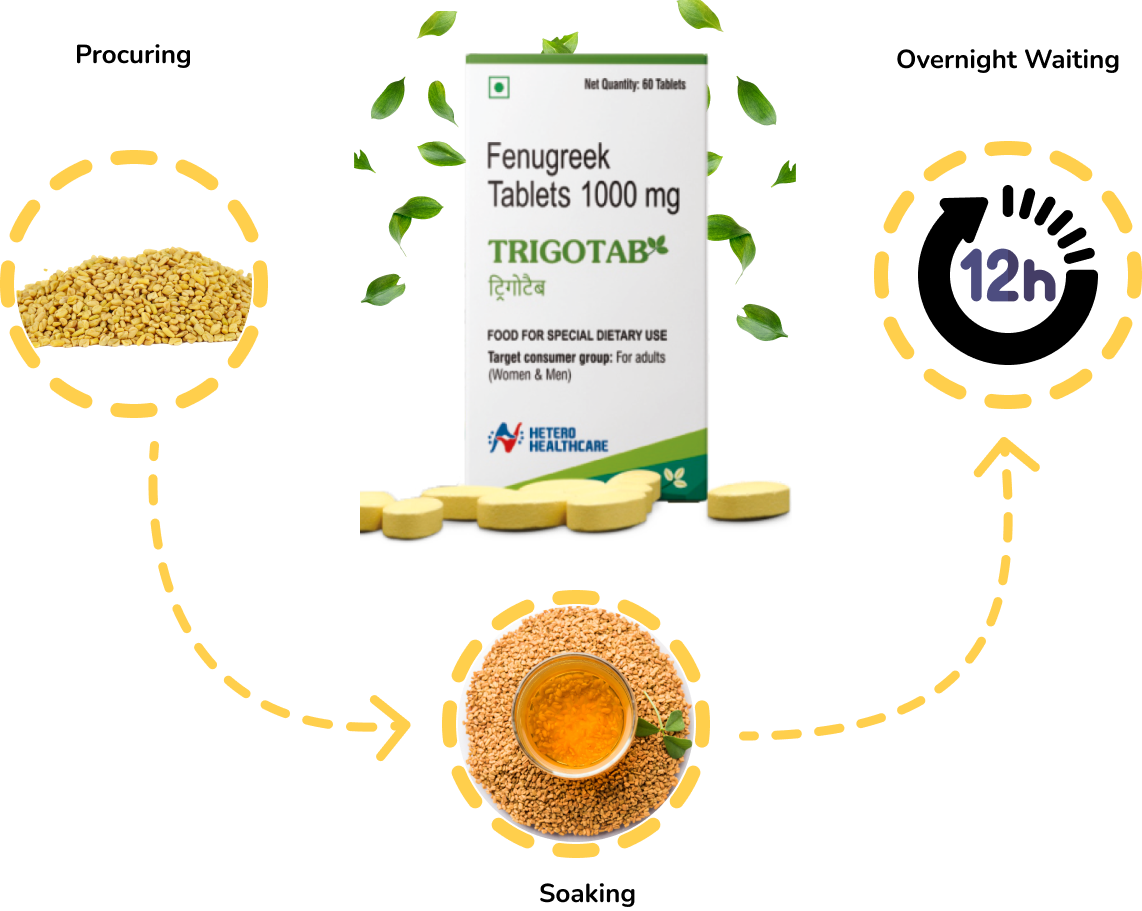 Procuring
Overnight Waiting
Net Quantity: 60 Tablets
Fenugreek
Tablets 1000 mg
TRIGOTAB
ट्रिगोटैब
FOOD FOR SPECIAL DIETARY USE
Target consumer group: For adults
(Women & Men)
HETERO
HEALTHCARE
12h
Soaking